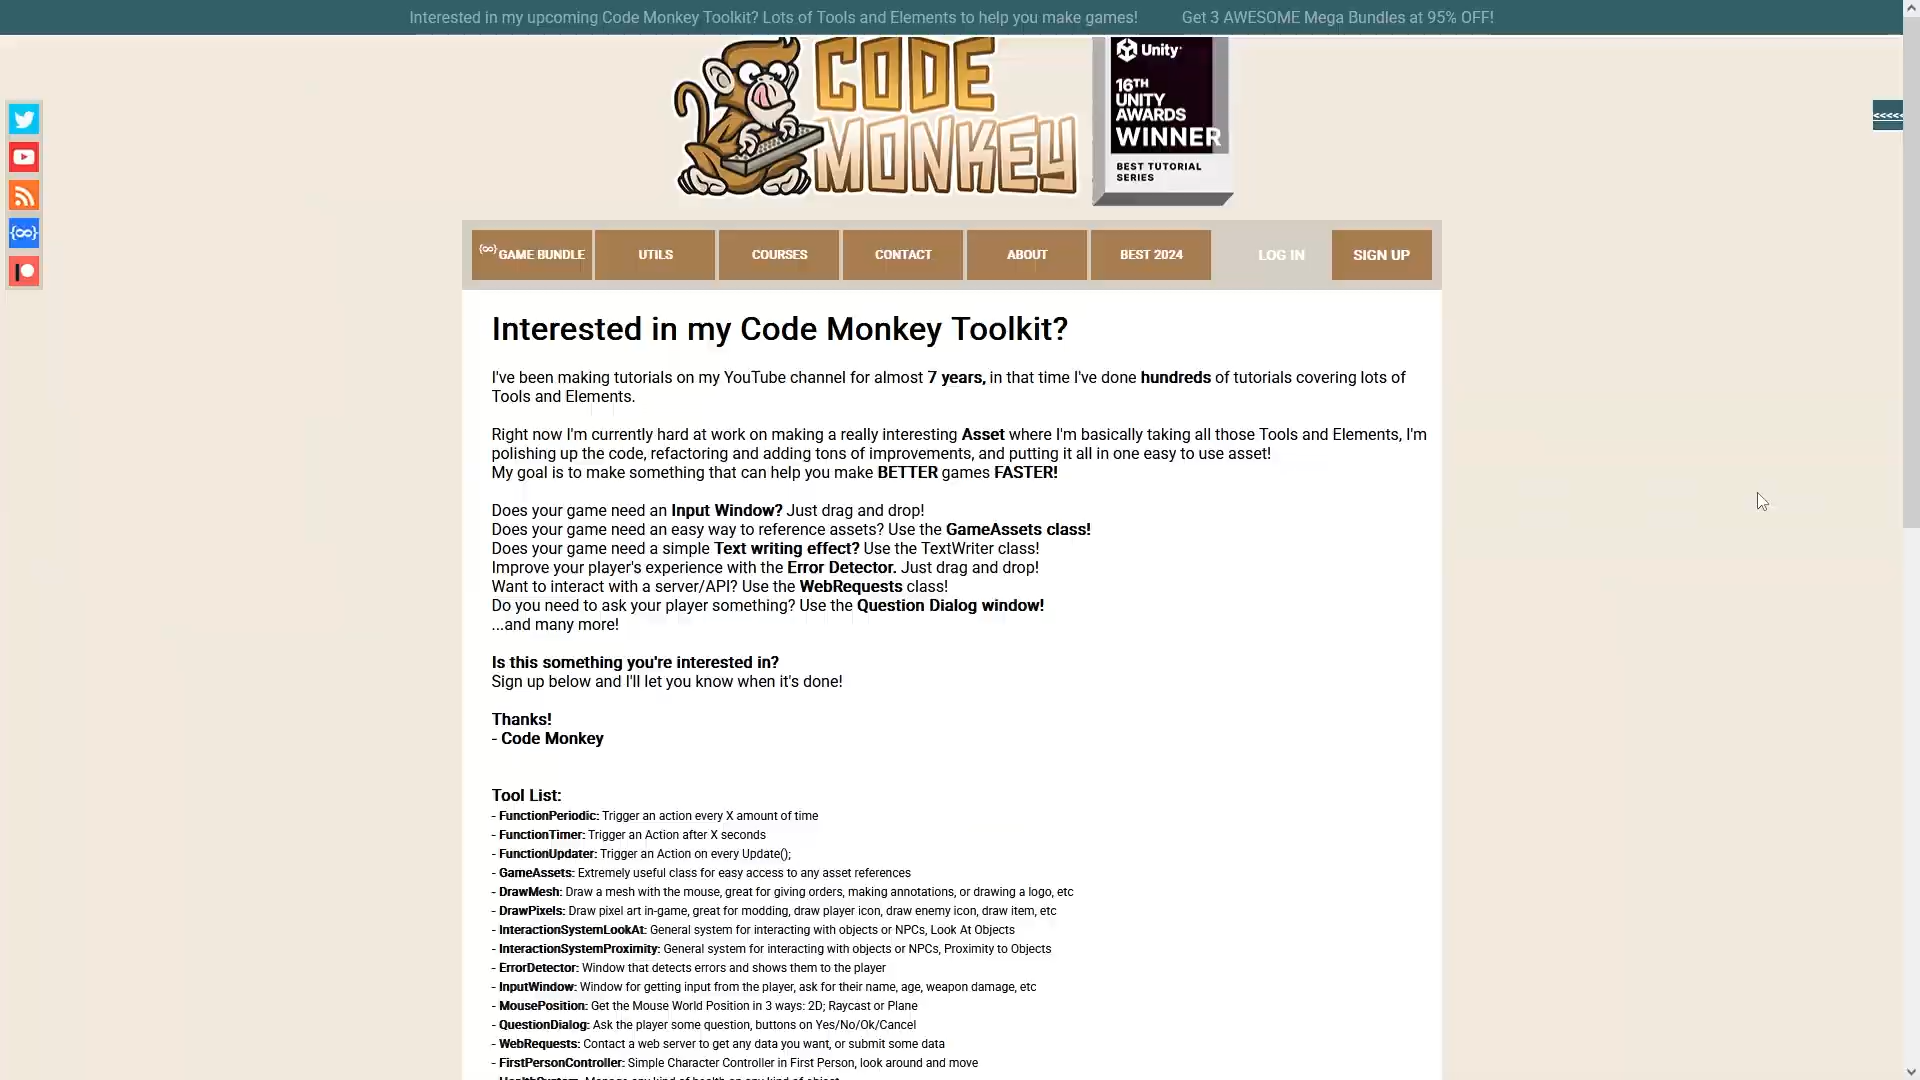 Interested in my upcoming Code Monkey Toolkit? Lots of Tools and Elements to help you make games! Get 3 AWESOME Mega Bundles at 95% OFF!
CODE
MONKEY
Unity
16TH
UNITY
AWARDS
WINNER
BEST TUTORIAL
SERIES
<<<<<
GAME BUNDLE UTILS COURSES CONTACT ABOUT BEST 2024 LOG IN SIGN UP
Interested in my Code Monkey Toolkit?
I've been making tutorials on my YouTube channel for almost 7 years, in that time I've done hundreds of tutorials covering lots of
Tools and Elements.
Right now I'm currently hard at work on making a really interesting Asset where I'm basically taking all those Tools and Elements, I'm
polishing up the code, refactoring and adding tons of improvements, and putting it all in one easy to use asset!
My goal is to make something that can help you make BETTER games FASTER!
Does your game need an Input Window? Just drag and drop!
Does your game need an easy way to reference assets? Use the GameAssets class!
Does your game need a simple Text writing effect? Use the TextWriter class!
Improve your player's experience with the Error Detector. Just drag and drop!
Want to interact with a server/API? Use the WebRequests class!
Do you need to ask your player something? Use the Question Dialog window!
...and many more!
Is this something you're interested in?
Sign up below and I'll let you know when it's done!
Thanks!
- Code Monkey
Tool List:
- FunctionPeriodic: Trigger an action every X amount of time
- FunctionTimer: Trigger an Action after X seconds
- FunctionUpdater: Trigger an Action on every Update();
- GameAssets: Extremely useful class for easy access to any asset references
- DrawMesh: Draw a mesh with the mouse, great for giving orders, making annotations, or drawing a logo, etc
- DrawPixels: Draw pixel art in-game, great for modding, draw player icon, draw enemy icon, draw item, etc
- InteractionSystemLookAt: General system for interacting with objects or NPCs, Look At Objects
- InteractionSystemProximity: General system for interacting with objects or NPCs, Proximity to Objects
- ErrorDetector: Window that detects errors and shows them to the player
- InputWindow: Window for getting input from the player, ask for their name, age, weapon damage, etc
- MousePosition: Get the Mouse World Position in 3 ways: 2D; Raycast or Plane
- QuestionDialog: Ask the player some question, buttons on Yes/No/Ok/Cancel
- WebRequests: Contact a web server to get any data you want, or submit some data
- FirstPersonController: Simple Character Controller in First Person, look around and move